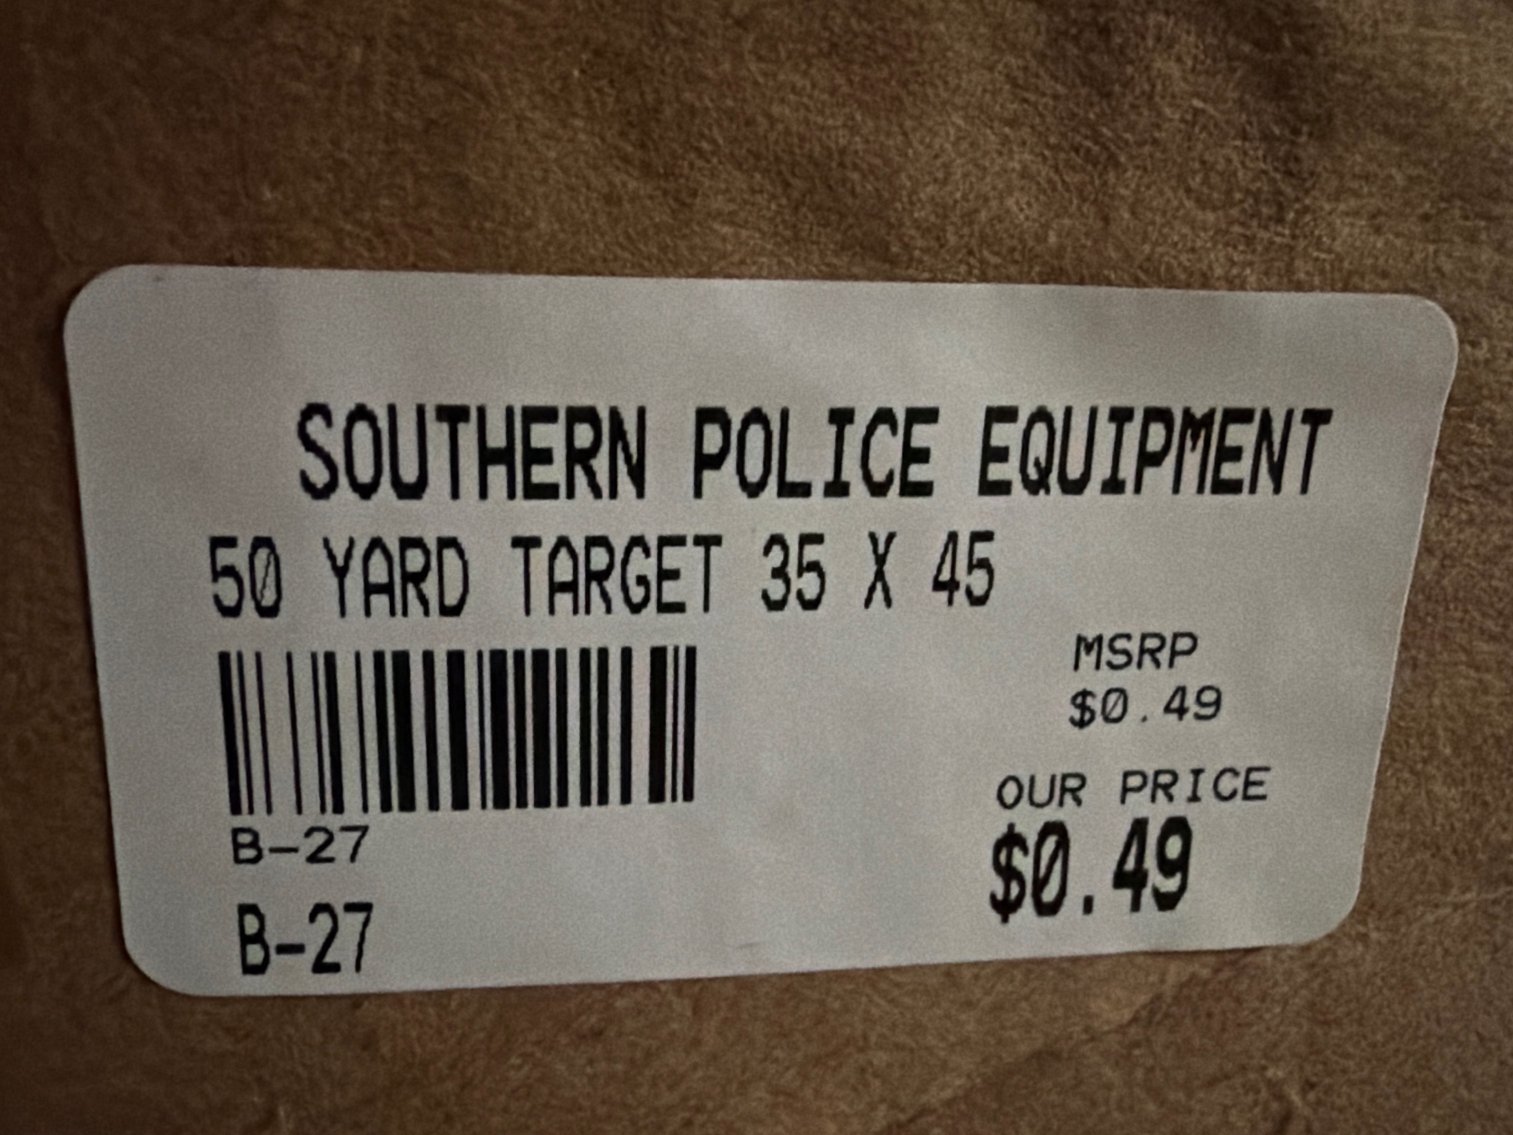 SOUTHERN POLICE EQUIPMENT
50 YARD TARGET 35 X 45
MSRP
$0.49
OUR PRICE
$0.49
B-27
B-27